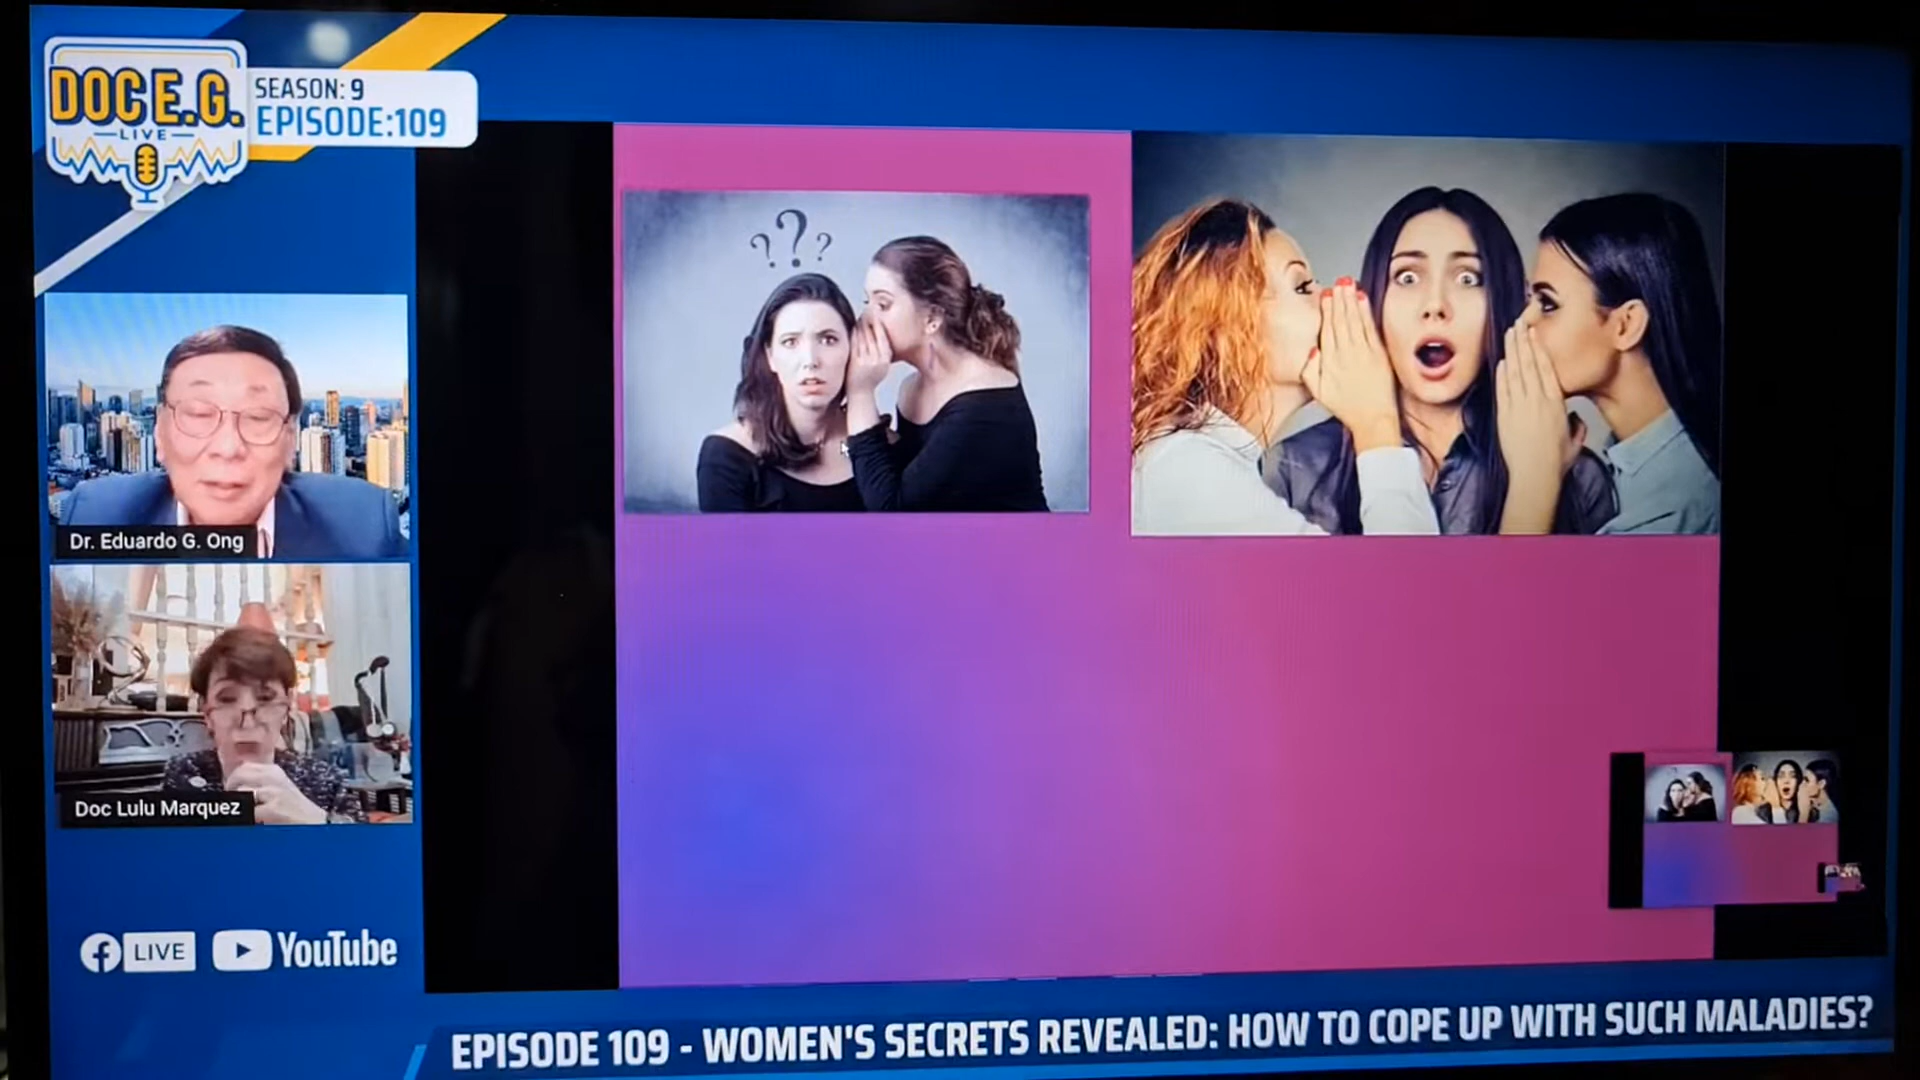 DOC E.G.
LIVE
SEASON: 9
EPISODE:109
???
Dr. Eduardo G. Ong
Doc Lulu Marquez
LIVE
YouTube
EPISODE 109 - WOMEN'S SECRETS REVEALED: HOW TO COPE UP WITH SUCH MALADIES?